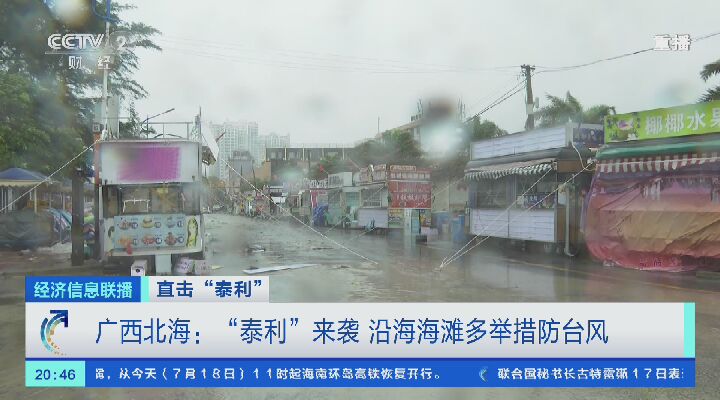 CCTV 2
财经
直播
椰椰水果
经济信息联播
直击“泰利”
广西北海：“泰利”来袭 沿海海滩多举措防台风
20:46
席，从今天（7月18日）11时起海南环岛高铁恢复开行。
联合国秘书长古特雷斯17日表